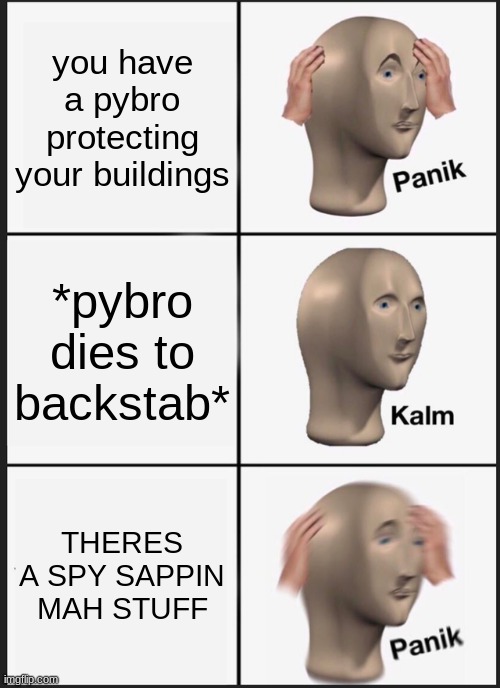 you have
a pybro
protecting
your buildings
Panik
*pybro
dies to
backstab*
Kalm
THERES
A SPY SAPPIN
MAH STUFF
Panik
imgflip.com